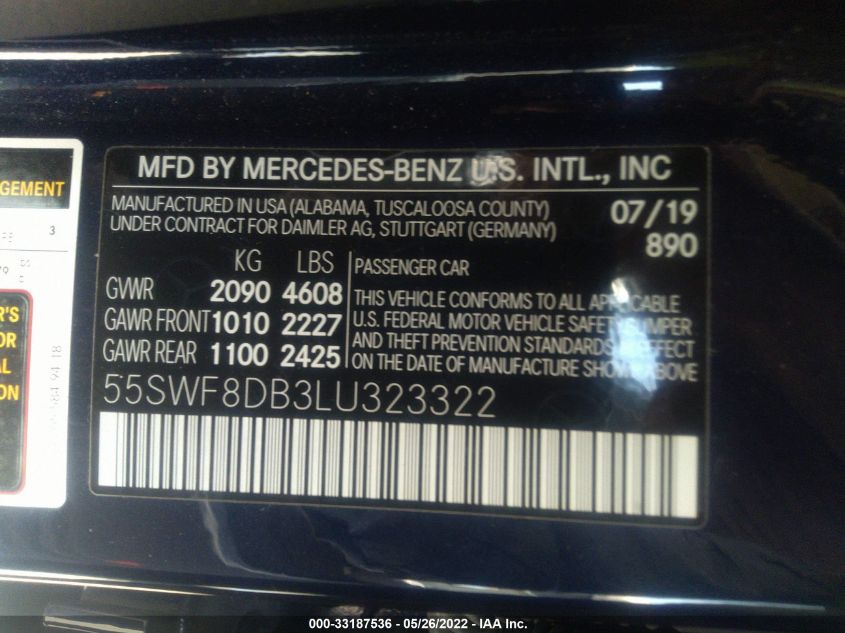 MFD BY MERCEDES-BENZ U.S. INTL., INC
MANUFACTURED IN USA (ALABAMA, TUSCALOOSA COUNTY)
UNDER CONTRACT FOR DAIMLER AG, STUTTGART (GERMANY)
07/19
890
KG LBS
GVWR 2090 4608
GAWR FRONT 1010 2227
GAWR REAR 1100 2425
PASSENGER CAR
THIS VEHICLE CONFORMS TO ALL APPLICABLE
U.S. FEDERAL MOTOR VEHICLE SAFETY, BUMPER
AND THEFT PREVENTION STANDARDS IN EFFECT
ON THE DATE OF MANUFACTURE SHOWN ABOVE
55SWF8DB3LU323322
GEMENT
3
R'S
OR
AL
ON
000-33187536 - 05/26/2022 - IAA Inc.